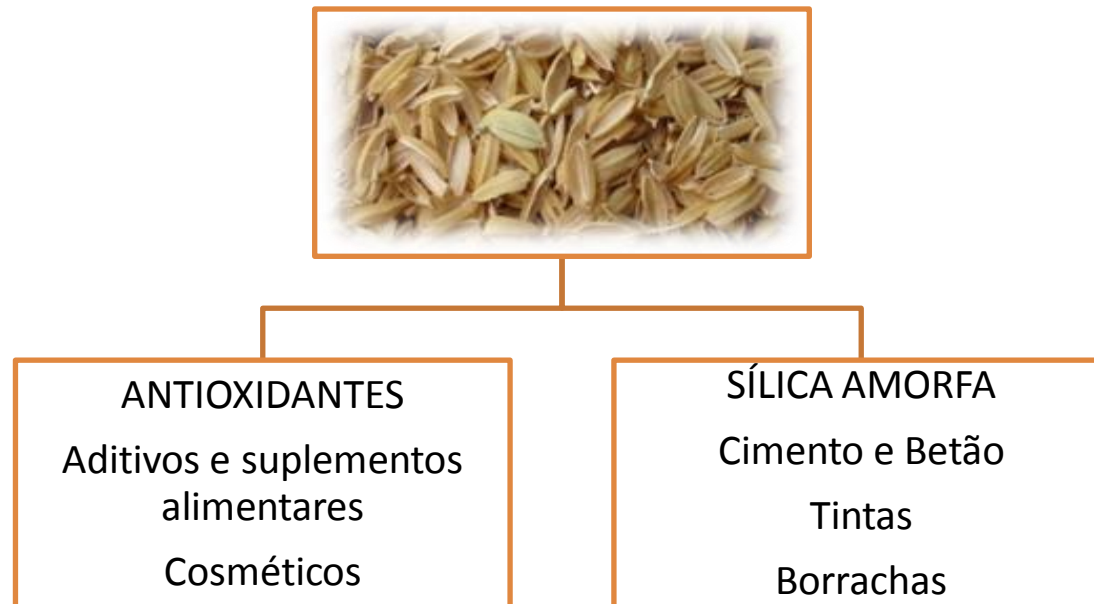 ANTIOXIDANTES
Aditivos e suplementos
alimentares
Cosméticos
SÍLICA AMORFA
Cimento e Betão
Tintas
Borrachas